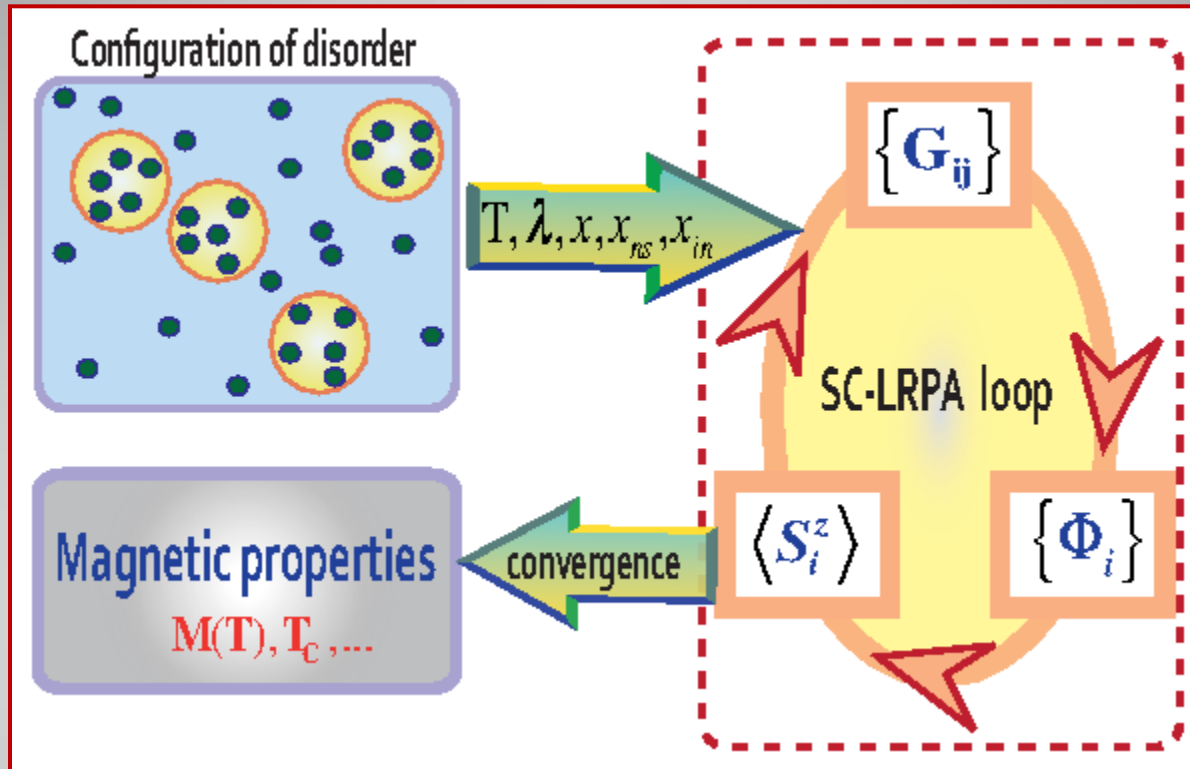 Configuration of disorder
T, λ, x, x_ns, x_in
{G_ij}
SC-LRPA loop
⟨S_i^z⟩
{Φ_i}
convergence
Magnetic properties
M(T), T_C, ...